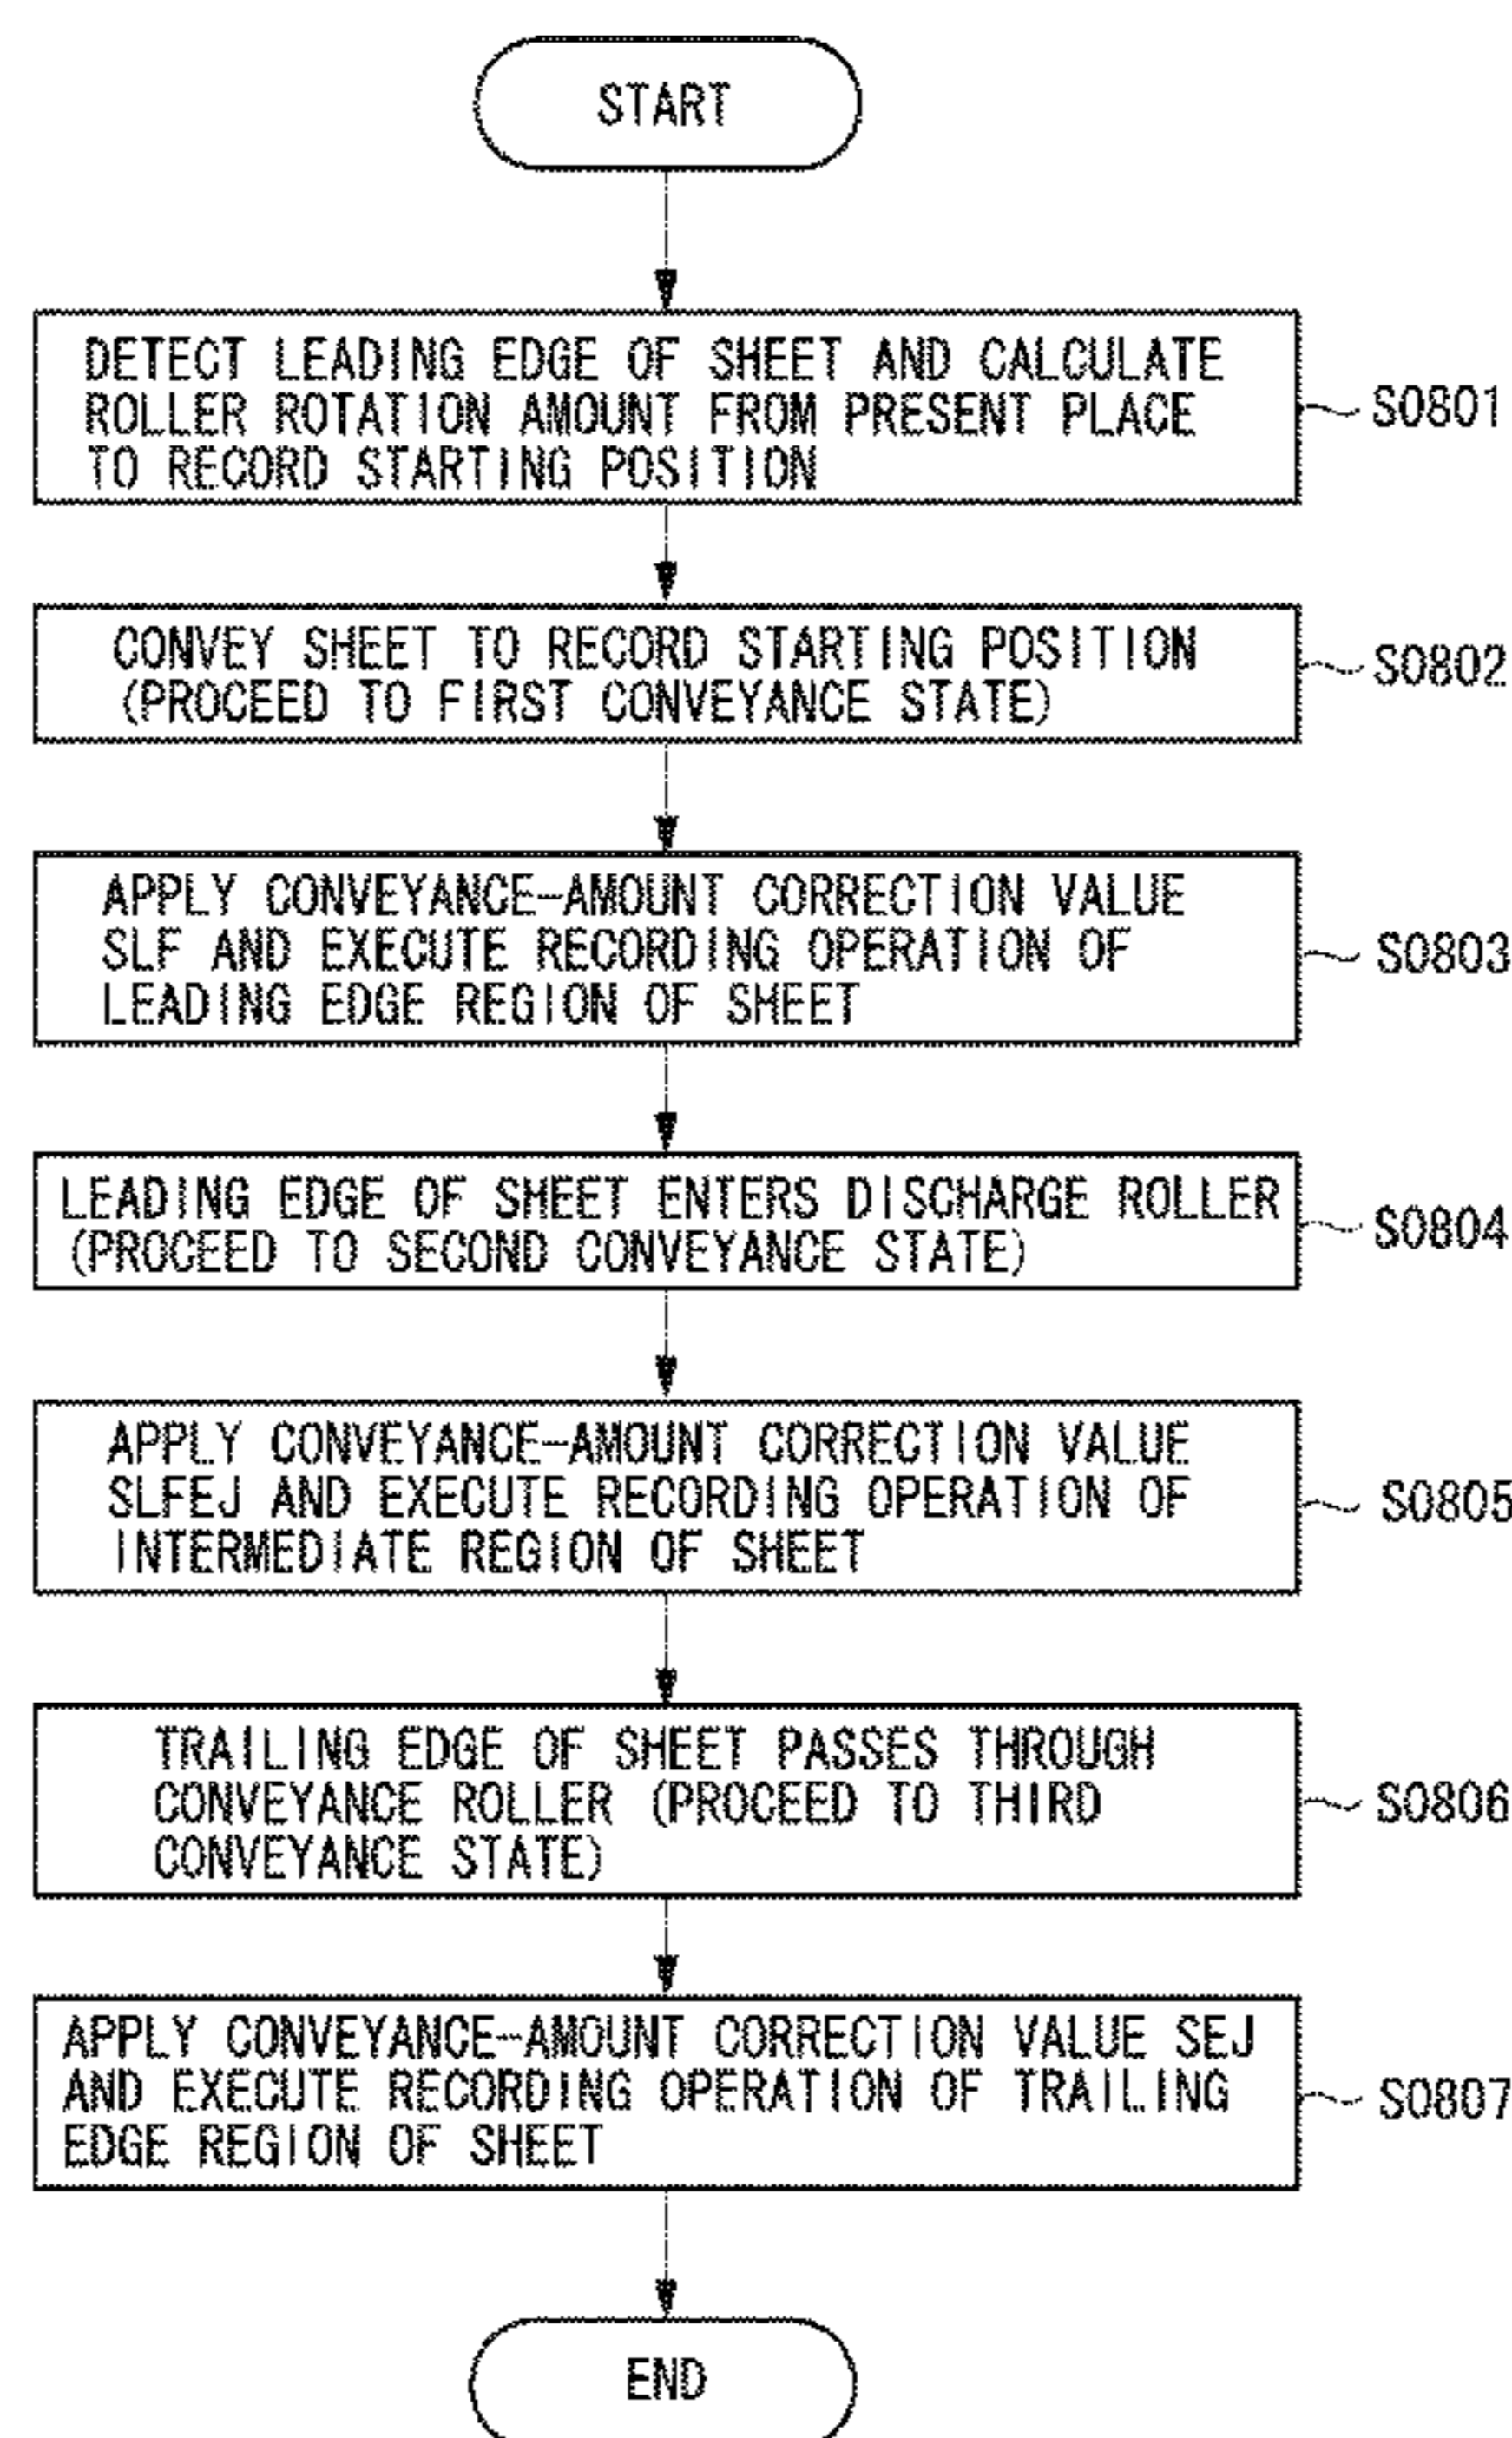 START
DETECT LEADING EDGE OF SHEET AND CALCULATE
ROLLER ROTATION AMOUNT FROM PRESENT PLACE
TO RECORD STARTING POSITION
S0801
CONVEY SHEET TO RECORD STARTING POSITION
(PROCEED TO FIRST CONVEYANCE STATE)
S0802
APPLY CONVEYANCE-AMOUNT CORRECTION VALUE
SLF AND EXECUTE RECORDING OPERATION OF
LEADING EDGE REGION OF SHEET
S0803
LEADING EDGE OF SHEET ENTERS DISCHARGE ROLLER
(PROCEED TO SECOND CONVEYANCE STATE)
S0804
APPLY CONVEYANCE-AMOUNT CORRECTION VALUE
SLFEJ AND EXECUTE RECORDING OPERATION OF
INTERMEDIATE REGION OF SHEET
S0805
TRAILING EDGE OF SHEET PASSES THROUGH
CONVEYANCE ROLLER (PROCEED TO THIRD
CONVEYANCE STATE)
S0806
APPLY CONVEYANCE-AMOUNT CORRECTION VALUE SEJ
AND EXECUTE RECORDING OPERATION OF TRAILING
EDGE REGION OF SHEET
S0807
END